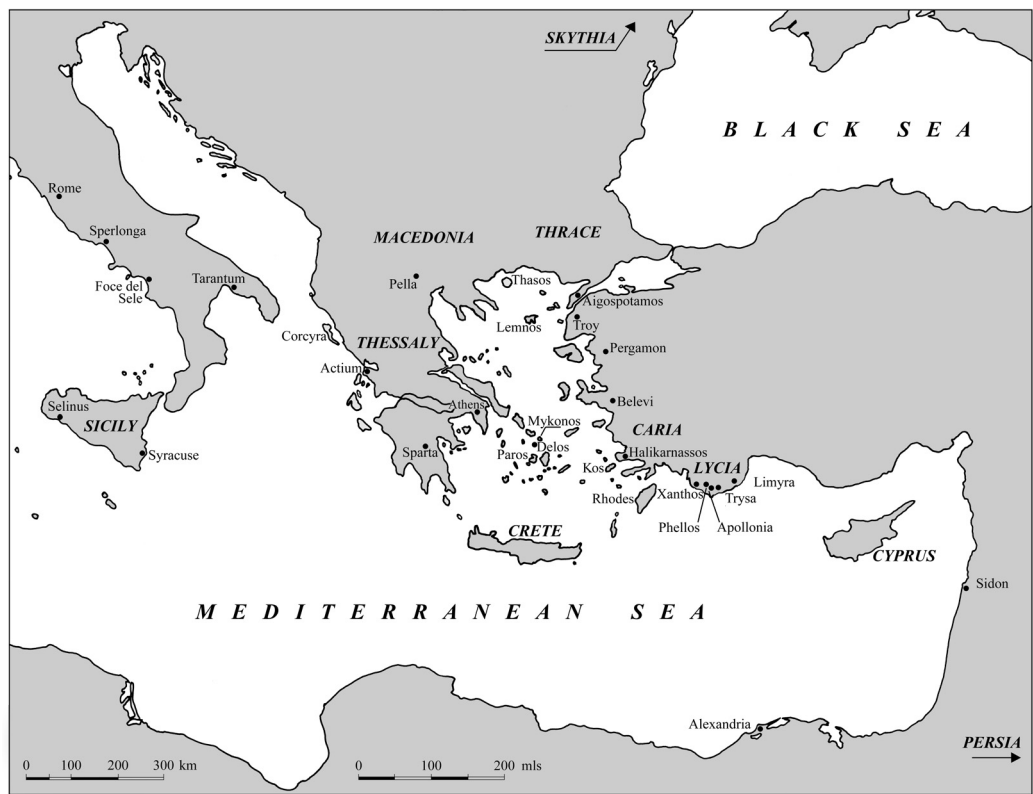 SKYTHIA
BLACK SEA
Rome
Sperlonga
MACEDONIA
THRACE
Foce del
Sele
Tarantum
Pella
Thasos
Aigospotamos
Lemnos
Troy
Corcyra
THESSALY
Pergamon
Actium
Selinus
SICILY
Athens
Belevi
Mykonos
CARIA
Syracuse
Sparta
Paros
Delos
Halikarnassos
Kos
LYCIA
Rhodes
Xanthos
Trysa
Limyra
Phellos
Apollonia
CRETE
CYPRUS
Sidon
MEDITERRANEAN SEA
Alexandria
PERSIA
0 100 200 300 km
0 100 200 mls